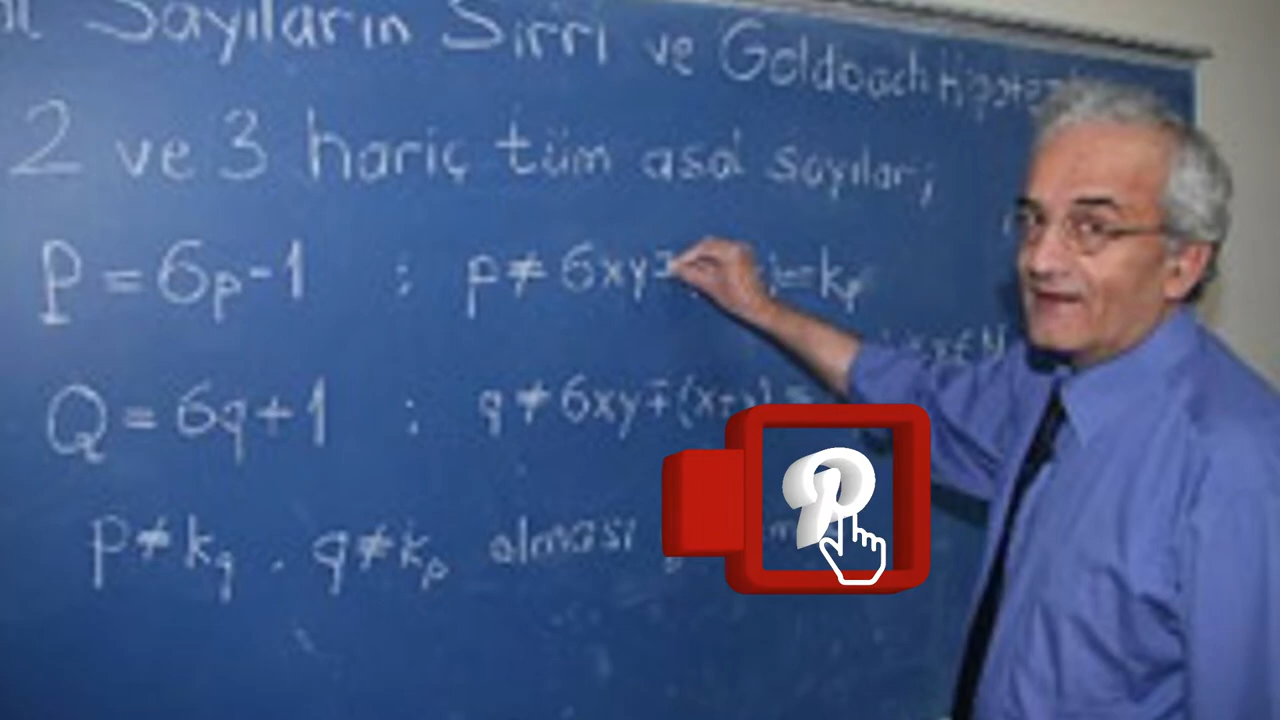 Sayıların Sırrı ve Goldbach
2 ve 3 hariç tüm asal sayılar;
P = 6p-1 : p ≠ 6xy
Q = 6q+1 : q ≠ 6xy∓(x±y) =
p ≠ kq . q ≠ kp olması